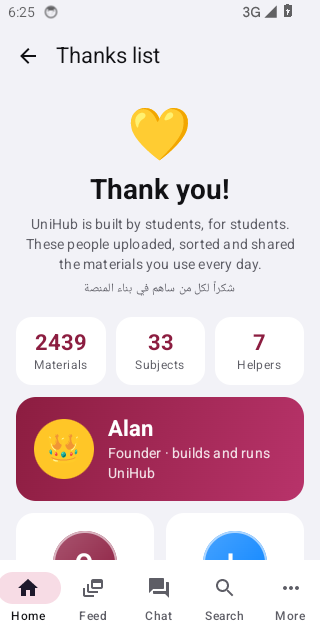 6:25
3G
Thanks list
Thank you!
UniHub is built by students, for students.
These people uploaded, sorted and shared
the materials you use every day.
شكراً لكل من ساهم في بناء المنصة
2439
33
7
Materials
Subjects
Helpers
Alan
Founder · builds and runs
UniHub
Home
Feed
Chat
Search
More